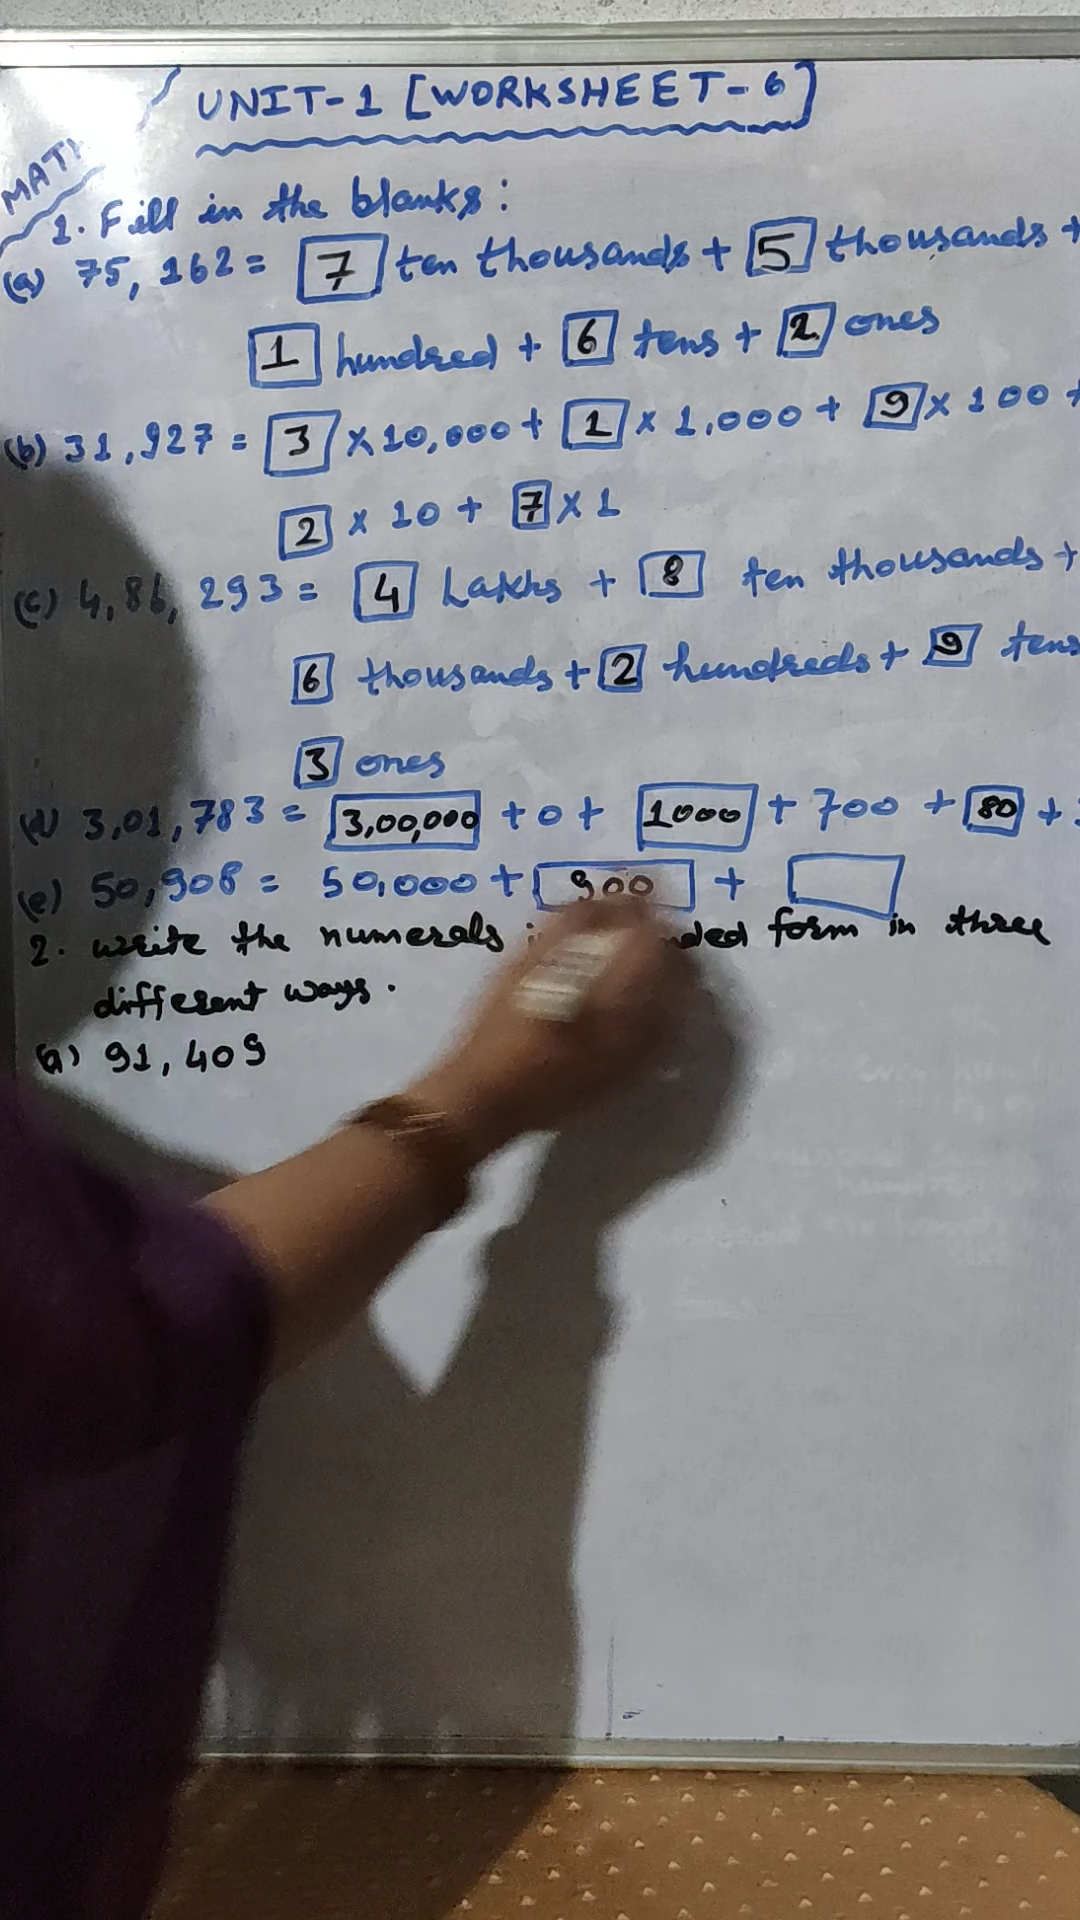 MATH
UNIT-1 [WORKSHEET-6]
1. Fill in the blanks:
(a) 75,162 = 7 ten thousands + 5 thousands +
1 hundred + 6 tens + 2 ones
(b) 31,927 = 3 × 10,000 + 1 × 1,000 + 9 × 100 +
2 × 10 + 7 × 1
(c) 4,86,293 = 4 Lakhs + 8 ten thousands +
6 thousands + 2 hundreds + 9 tens
3 ones
(d) 3,01,783 = 3,00,000 + 0 + 1000 + 700 + 80 +
(e) 50,908 = 50,000 + 900 +
2. Write the numerals form in three
different ways.
(a) 91,409